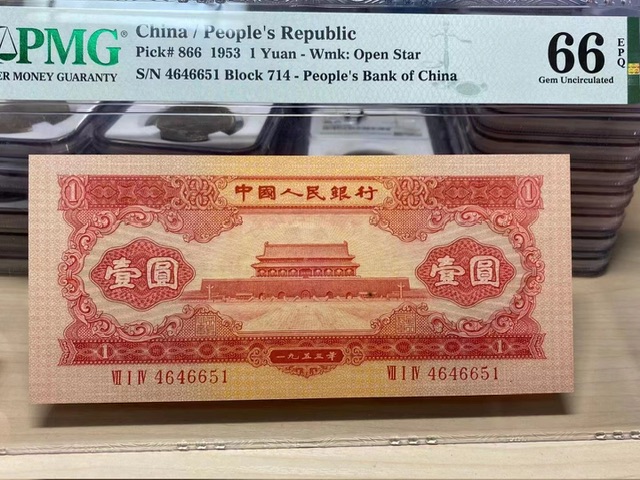 PMG
ER MONEY GUARANTY
China / People's Republic
Pick# 866 1953 1 Yuan - Wmk: Open Star
S/N 4646651 Block 714 - People's Bank of China
66 EPQ
Gem Uncirculated
1 中國人民銀行 1
壹圓 壹圓
1 一九五三年 1
VII I IV 4646651 VII I IV 4646651